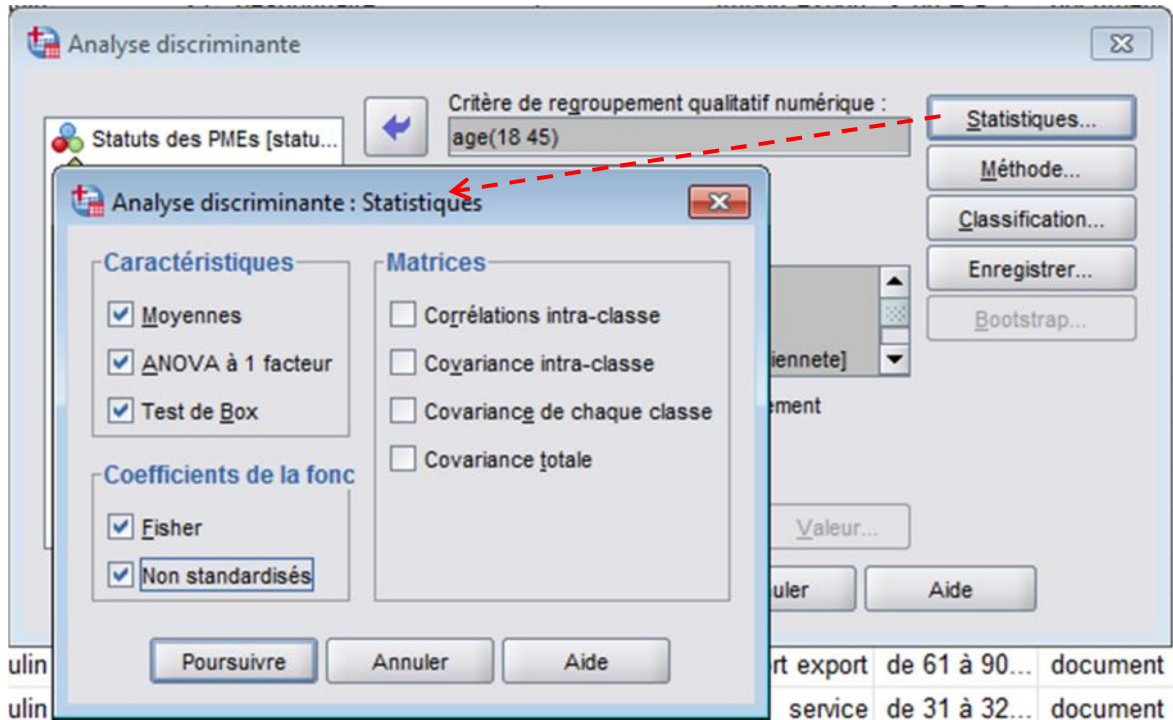 Analyse discriminante
Critère de regroupement qualitatif numérique :
Statuts des PMEs [statu...
age(18 45)
Statistiques...
Méthode...
Classification...
Enregistrer...
Bootstrap...
Analyse discriminante : Statistiques
Caractéristiques
Moyennes
ANOVA à 1 facteur
Test de Box
Coefficients de la fonc
Fisher
Non standardisés
Matrices
Corrélations intra-classe
Covariance intra-classe
Covariance de chaque classe
Covariance totale
iennete]
ement
Valeur...
uler
Aide
Poursuivre
Annuler
Aide
ulin
rt export de 61 à 90... document
ulin
service de 31 à 32... document